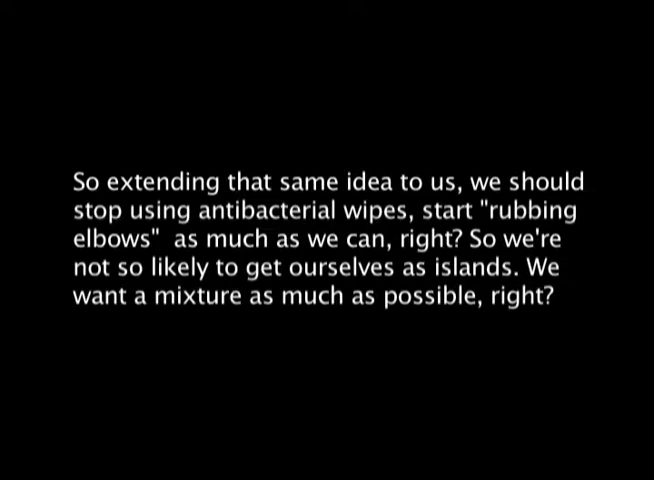 So extending that same idea to us, we should
stop using antibacterial wipes, start "rubbing
elbows"  as much as we can, right? So we're
not so likely to get ourselves as islands. We
want a mixture as much as possible, right?